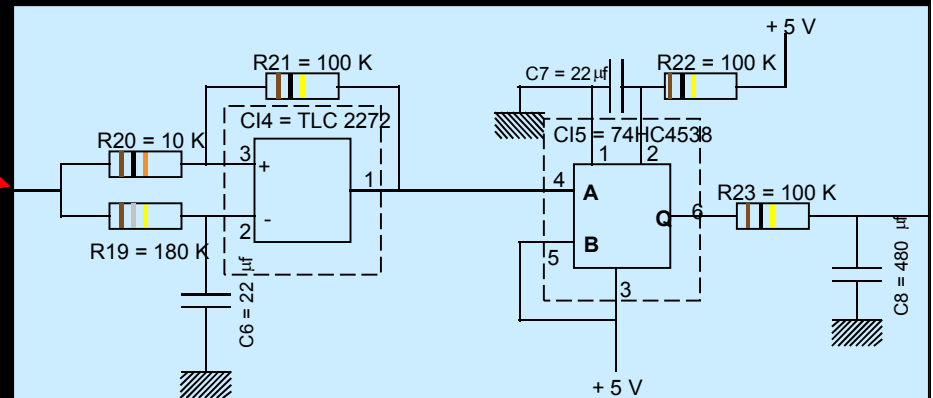 + 5 V
R21 = 100 K
C7 = 22 µf
R22 = 100 K
CI4 = TLC 2272
CI5 = 74HC4538
R20 = 10 K
3
+
1
2
1
4
A
R23 = 100 K
-
2
Q
6
R19 = 180 K
B
5
C6 = 22 µf
3
C8 = 480 µf
+ 5 V